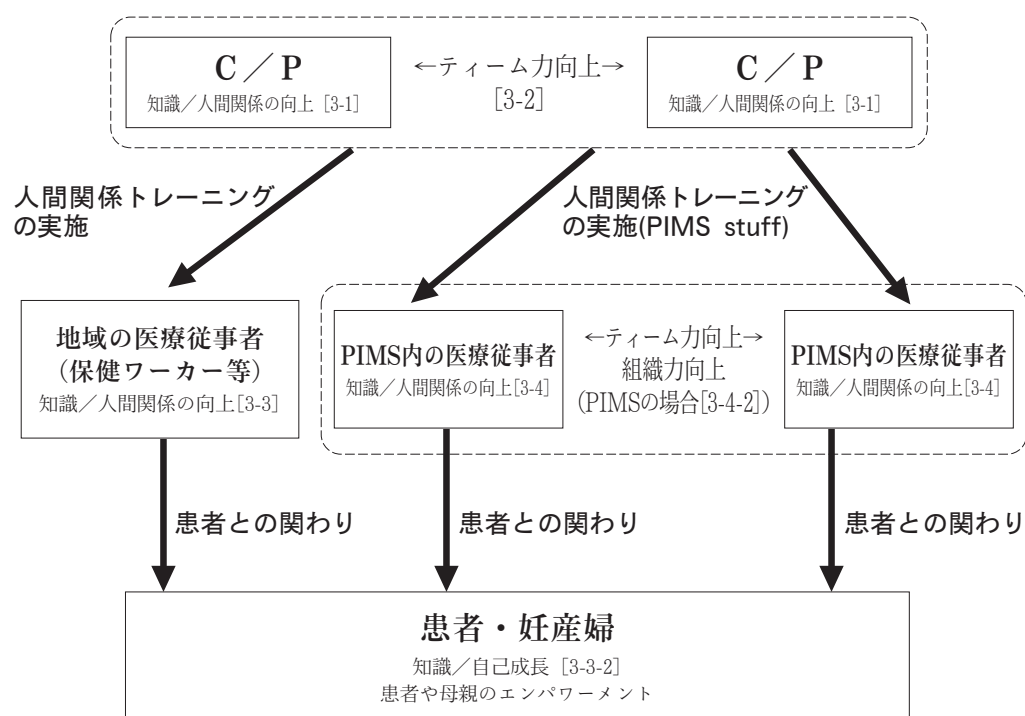 C／P
知識／人間関係の向上 [3-1]
←ティーム力向上→
[3-2]
C／P
知識／人間関係の向上 [3-1]
人間関係トレーニング
の実施
人間関係トレーニング
の実施(PIMS stuff)
地域の医療従事者
（保健ワーカー等）
知識／人間関係の向上[3-3]
PIMS内の医療従事者
知識／人間関係の向上[3-4]
←ティーム力向上→
組織力向上
(PIMSの場合[3-4-2])
PIMS内の医療従事者
知識／人間関係の向上[3-4]
患者との関わり
患者との関わり
患者との関わり
患者・妊産婦
知識／自己成長 [3-3-2]
患者や母親のエンパワーメント